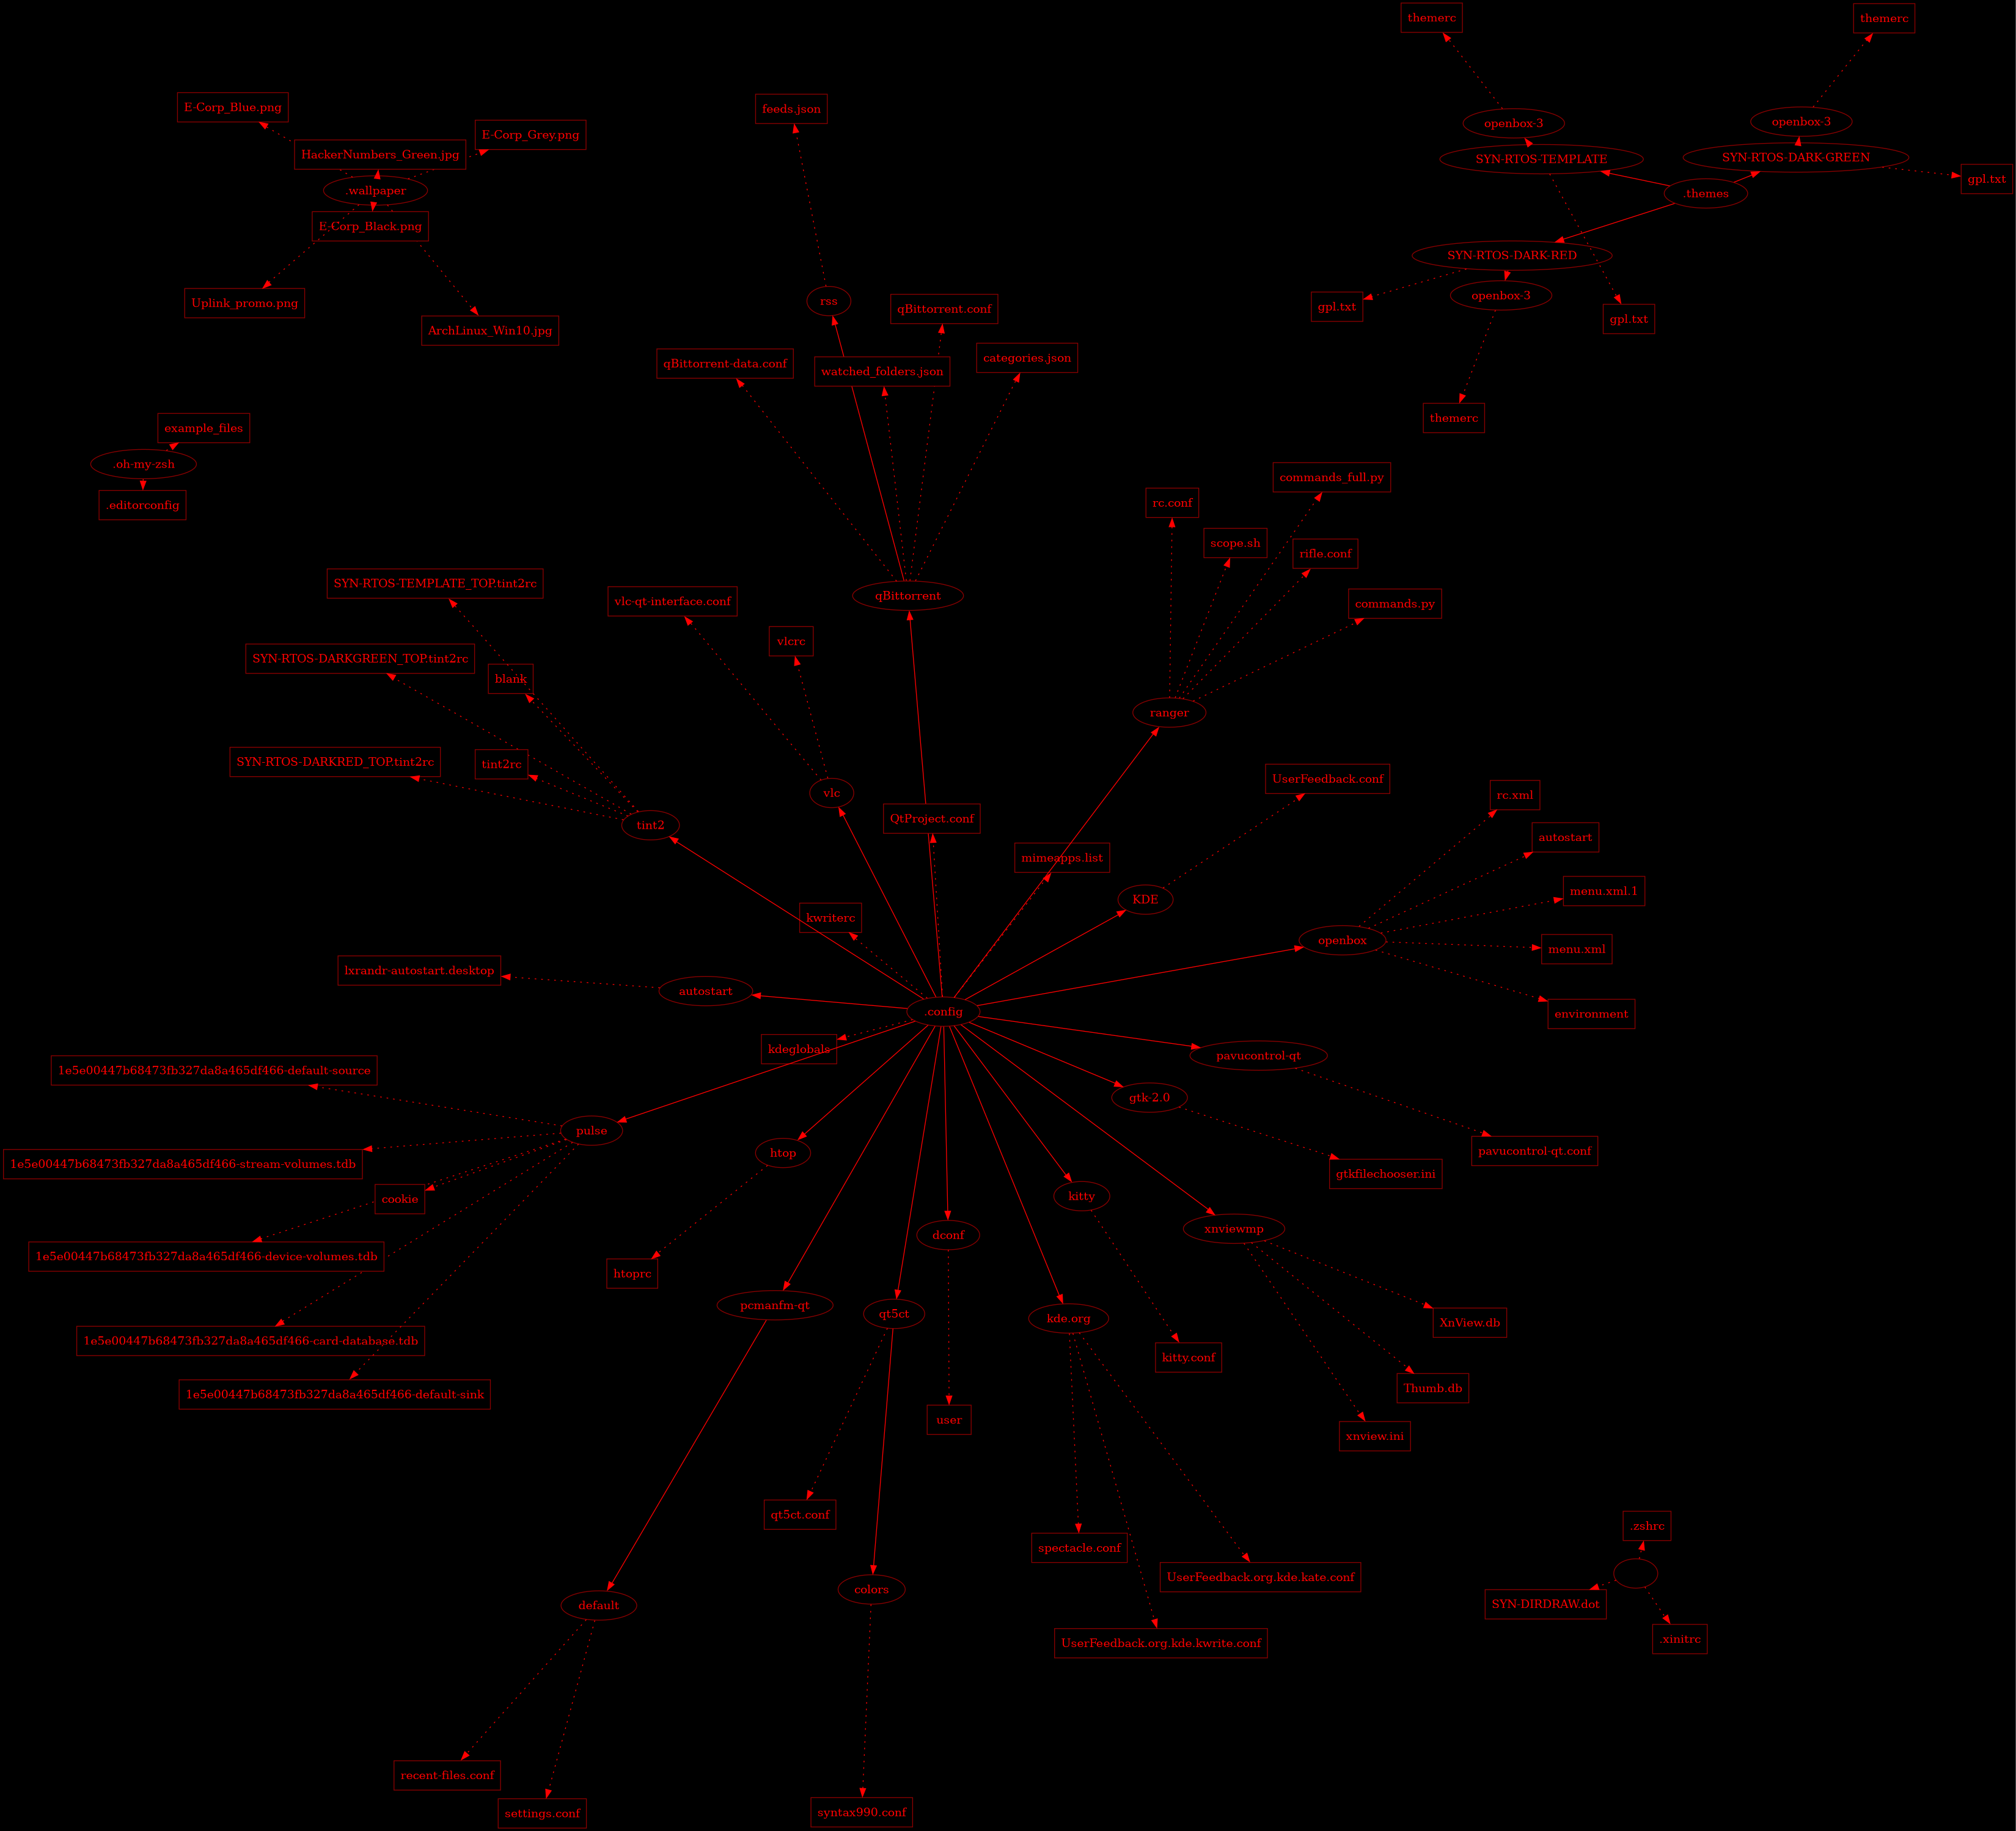 themerc
themerc
E-Corp_Blue.png
feeds.json
openbox-3
openbox-3
E-Corp_Grey.png
HackerNumbers_Green.jpg
SYN-RTOS-TEMPLATE
SYN-RTOS-DARK-GREEN
gpl.txt
.wallpaper
.themes
E-Corp_Black.png
SYN-RTOS-DARK-RED
Uplink_promo.png
rss
openbox-3
gpl.txt
qBittorrent.conf
gpl.txt
ArchLinux_Win10.jpg
qBittorrent-data.conf
watched_folders.json
categories.json
themerc
example_files
.oh-my-zsh
commands_full.py
.editorconfig
rc.conf
scope.sh
rifle.conf
SYN-RTOS-TEMPLATE_TOP.tint2rc
vlc-qt-interface.conf
qBittorrent
commands.py
vlcrc
SYN-RTOS-DARKGREEN_TOP.tint2rc
blank
ranger
SYN-RTOS-DARKRED_TOP.tint2rc
tint2rc
UserFeedback.conf
vlc
rc.xml
tint2
QtProject.conf
autostart
mimeapps.list
menu.xml.1
KDE
kwriterc
openbox
menu.xml
lxrandr-autostart.desktop
autostart
.config
environment
kdeglobals
pavucontrol-qt
1e5e00447b68473fb327da8a465df466-default-source
gtk-2.0
pulse
htop
pavucontrol-qt.conf
1e5e00447b68473fb327da8a465df466-stream-volumes.tdb
gtkfilechooser.ini
cookie
kitty
xnviewmp
dconf
1e5e00447b68473fb327da8a465df466-device-volumes.tdb
htoprc
pcmanfm-qt
qt5ct
kde.org
XnView.db
1e5e00447b68473fb327da8a465df466-card-database.tdb
kitty.conf
Thumb.db
1e5e00447b68473fb327da8a465df466-default-sink
user
xnview.ini
qt5ct.conf
.zshrc
spectacle.conf
UserFeedback.org.kde.kate.conf
colors
default
SYN-DIRDRAW.dot
UserFeedback.org.kde.kwrite.conf
.xinitrc
recent-files.conf
settings.conf
syntax990.conf